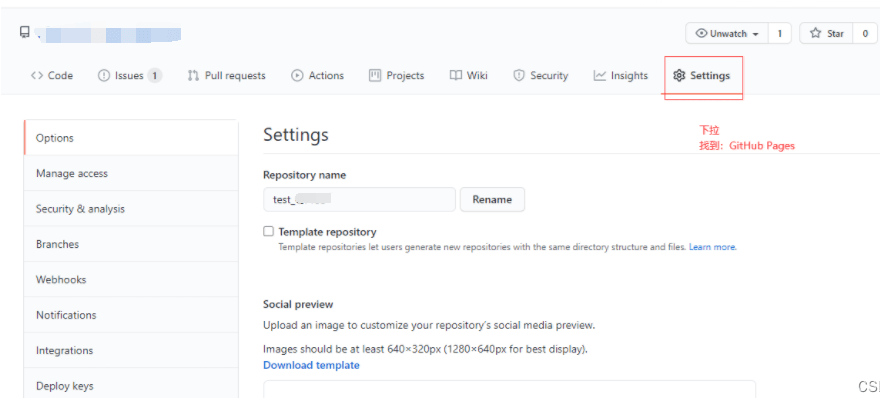 Unwatch 1 Star 0
Code Issues 1 Pull requests Actions Projects Wiki Security Insights Settings
下拉
找到：GitHub Pages
Options
Manage access
Security & analysis
Branches
Webhooks
Notifications
Integrations
Deploy keys
Settings
Repository name
test_
Rename
Template repository
Template repositories let users generate new repositories with the same directory structure and files. Learn more.
Social preview
Upload an image to customize your repository's social media preview.
Images should be at least 640×320px (1280×640px for best display).
Download template